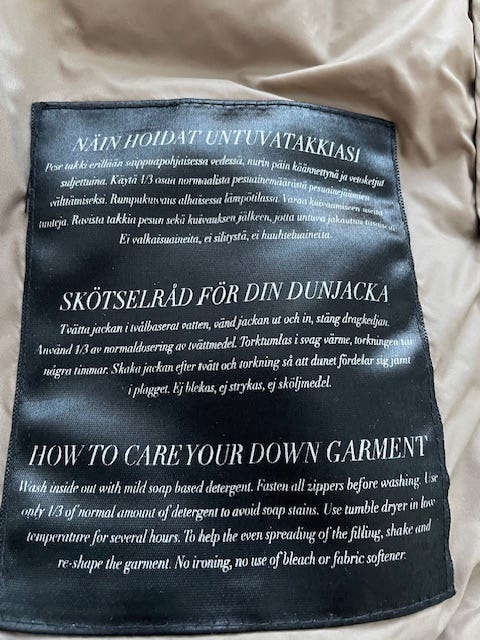 NÄIN HOIDAT UNTUVATAKKIASI
Pese takki erillään saippuapohjaisessa vedessä, nurin päin käännettynä ja vetoketjut
suljettuina. Käytä 1/3 osan normaalista pesuainemäärästä pesuainejäämien
välttämiseksi. Rumpukuivaus alhaisessa lämpötilassa. Varaa kuivaamiseen useita
tunteja. Ravista takkia pesun sekä kuivauksen jälkeen, jotta untuva jakautuu tasaisesti.
Ei valkaisuaineita, ei silitystä, ei huuhteluaineita.
SKÖTSELRÅD FÖR DIN DUNJACKA
Tvätta jackan i tvålbaserat vatten, vänd jackan ut och in, stäng dragkedjan.
Använd 1/3 av normaldosering av tvättmedel. Torktumlas i svag värme, torkningen tar
några timmar. Skaka jackan efter tvätt och torkning så att dunet fördelar sig jämt
i plagget. Ej blekas, ej strykas, ej sköljmedel.
HOW TO CARE YOUR DOWN GARMENT
Wash inside out with mild soap based detergent. Fasten all zippers before washing. Use
only 1/3 of normal amount of detergent to avoid soap stains. Use tumble dryer in low
temperature for several hours. To help the even spreading of the filling, shake and
re-shape the garment. No ironing, no use of bleach or fabric softener.